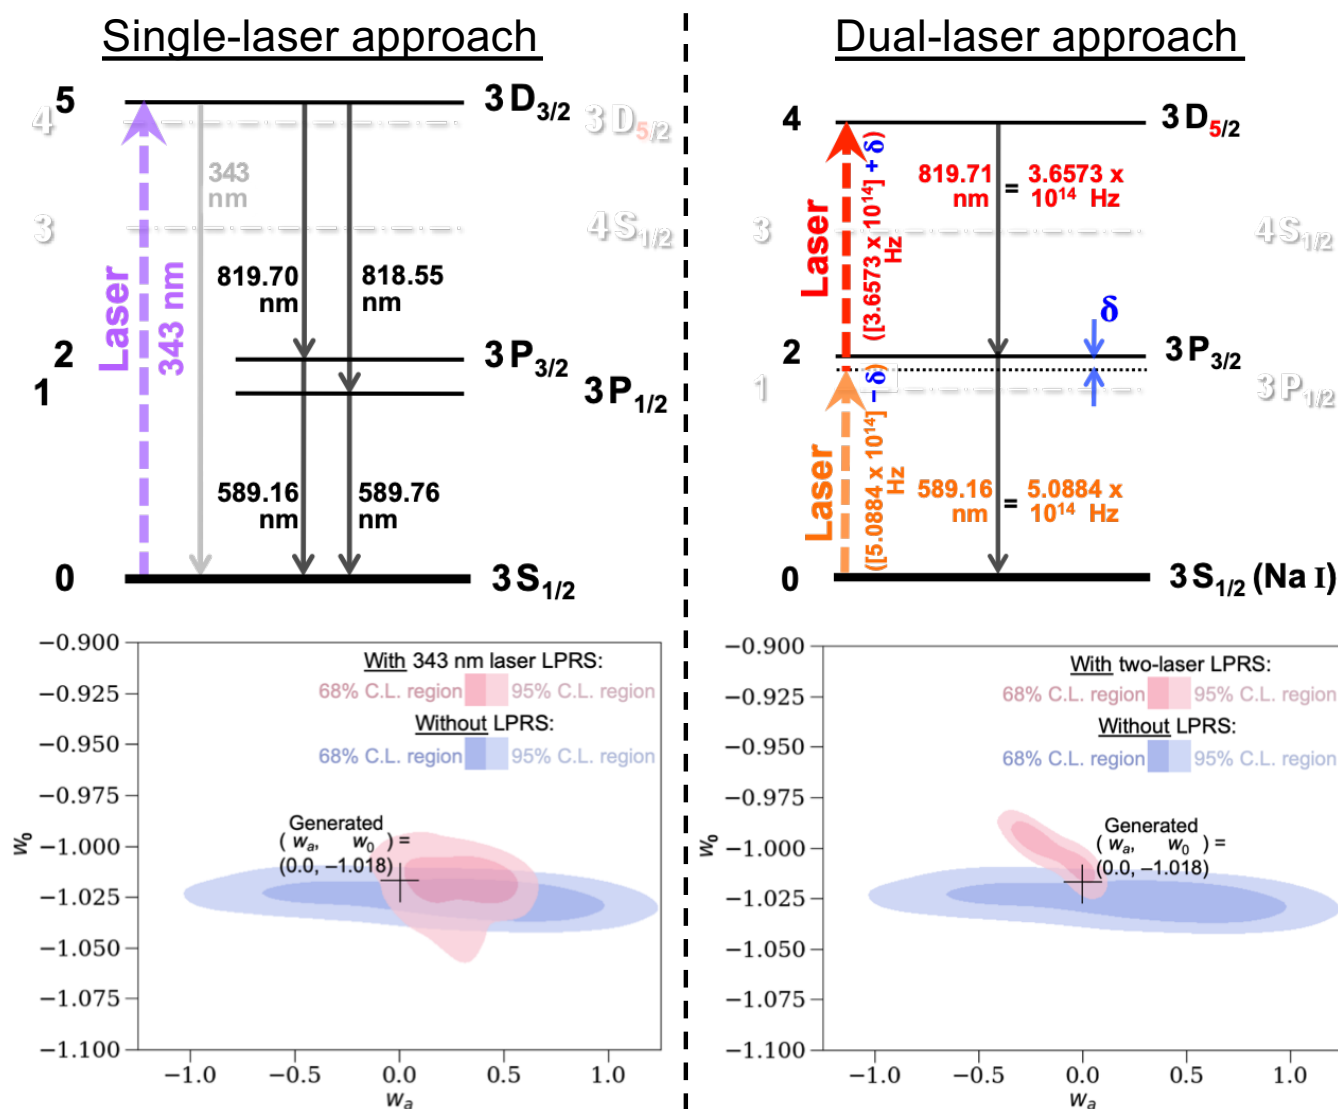 Single-laser approach
5
3D3/2
4
3D5/2
343
nm
3
4S1/2
Laser
343 nm
819.70
nm
818.55
nm
2
3P3/2
1
3P1/2
589.16
nm
589.76
nm
0
3S1/2
−0.900
−0.925
−0.950
−0.975
−1.000
−1.025
−1.050
−1.075
−1.100
w0
With 343 nm laser LPRS:
68% C.L. region
95% C.L. region
Without LPRS:
68% C.L. region
95% C.L. region
Generated
( wa, w0 ) =
(0.0, −1.018)
−1.0
−0.5
0.0
0.5
1.0
wa
Dual-laser approach
4
3D5/2
Laser
([3.6573 x 10¹⁴] + δ)
Hz
819.71
nm
=
3.6573 x
10¹⁴ Hz
3
4S1/2
δ
2
3P3/2
1
3P1/2
Laser
([5.0884 x 10¹⁴] − δ)
Hz
589.16
nm
=
5.0884 x
10¹⁴ Hz
0
3S1/2 (Na I)
−0.900
−0.925
−0.950
−0.975
−1.000
−1.025
−1.050
−1.075
−1.100
w0
With two-laser LPRS:
68% C.L. region
95% C.L. region
Without LPRS:
68% C.L. region
95% C.L. region
Generated
( wa, w0 ) =
(0.0, −1.018)
−1.0
−0.5
0.0
0.5
1.0
wa